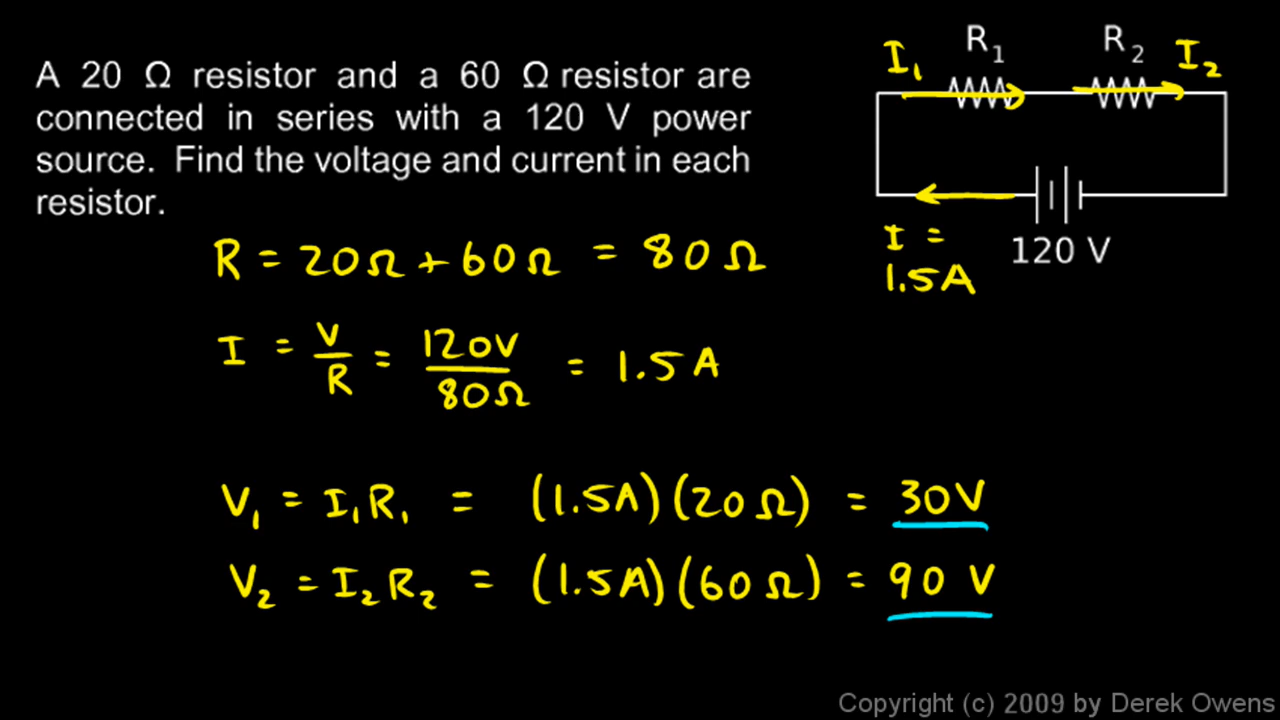 A 20 Ω resistor and a 60 Ω resistor are
connected in series with a 120 V power
source. Find the voltage and current in each
resistor.
I₁ R₁ R₂ I₂
I =
1.5A
120 V
R = 20Ω + 60Ω = 80Ω
I = V/R = 120V/80Ω = 1.5 A
V₁ = I₁R₁ = (1.5A)(20Ω) = 30V
V₂ = I₂R₂ = (1.5A)(60Ω) = 90 V
Copyright (c) 2009 by Derek Owens